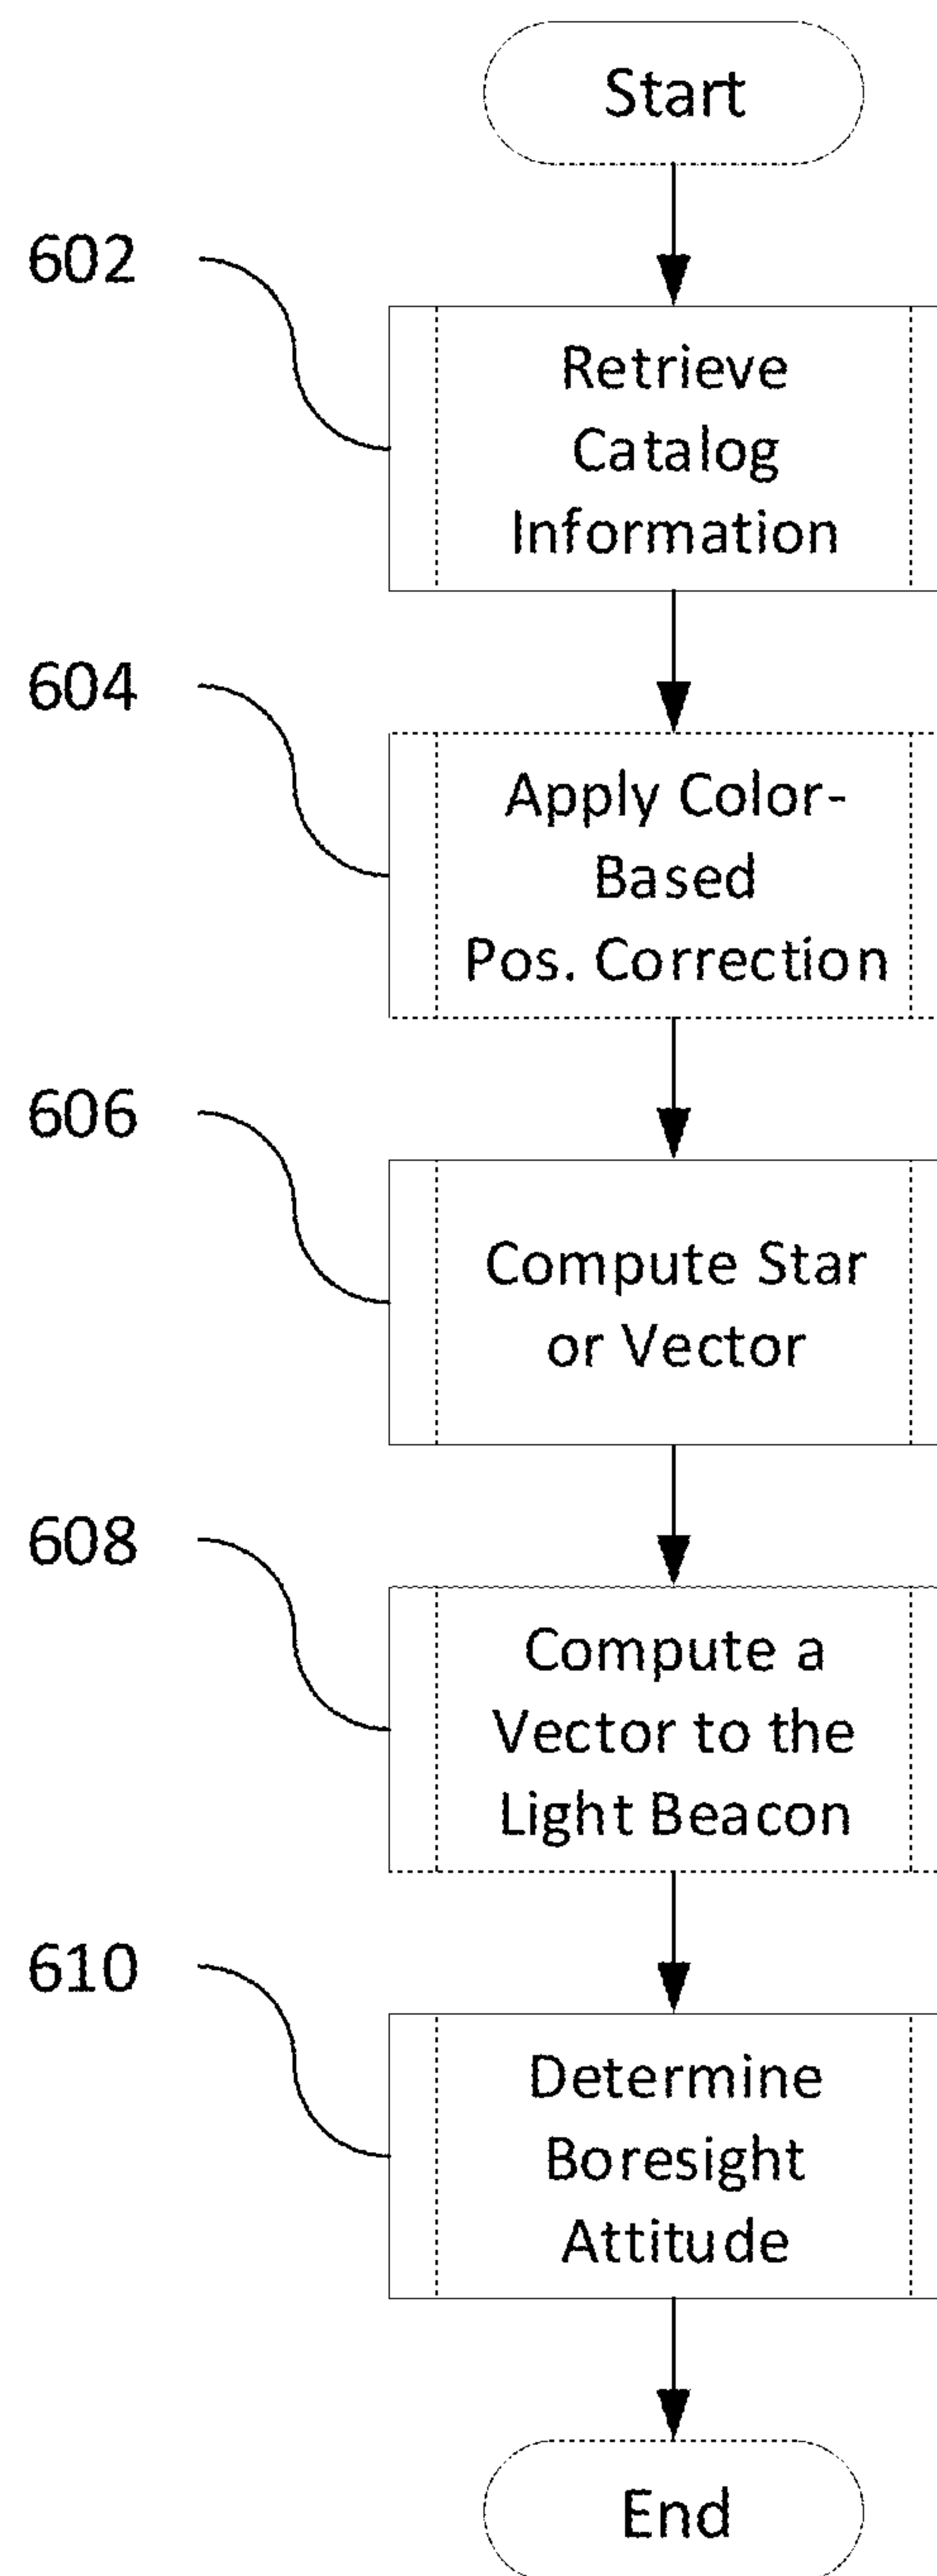 Start
602
Retrieve
Catalog
Information
604
Apply Color-
Based
Pos. Correction
606
Compute Star
or Vector
608
Compute a
Vector to the
Light Beacon
610
Determine
Boresight
Attitude
End